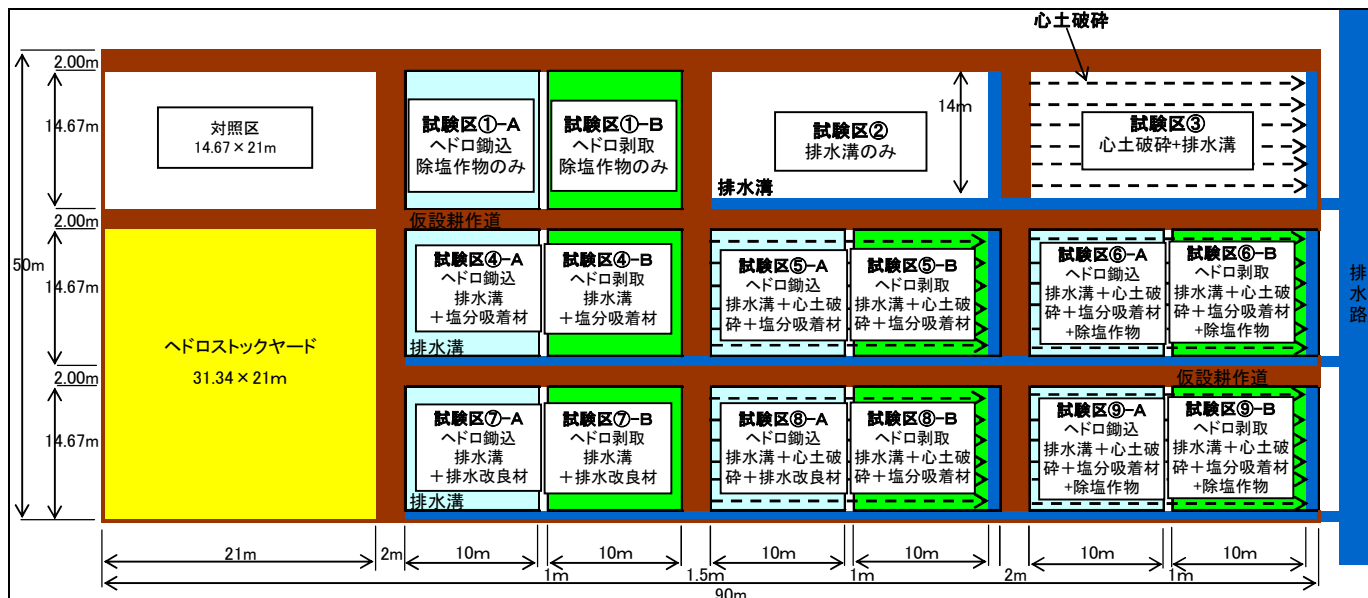 心土破砕
2.00m
14.67m
対照区
14.67×21m
試験区①-A
ヘドロ鋤込
除塩作物のみ
試験区①-B
ヘドロ剥取
除塩作物のみ
試験区②
排水溝のみ
14m
排水溝
試験区③
心土破砕+排水溝
2.00m
仮設耕作道
50m
14.67m
ヘドロストックヤード
31.34×21m
試験区④-A
ヘドロ鋤込
排水溝
+塩分吸着材
排水溝
試験区④-B
ヘドロ剥取
排水溝
+塩分吸着材
試験区⑤-A
ヘドロ鋤込
排水溝+心土破
砕+塩分吸着材
試験区⑤-B
ヘドロ剥取
排水溝+心土破
砕+塩分吸着材
試験区⑥-A
ヘドロ鋤込
排水溝+心土破
砕+塩分吸着材
+除塩作物
試験区⑥-B
ヘドロ剥取
排水溝+心土破
砕+塩分吸着材
+除塩作物
排水路
2.00m
仮設耕作道
14.67m
試験区⑦-A
ヘドロ鋤込
排水溝
+排水改良材
排水溝
試験区⑦-B
ヘドロ剥取
排水溝
+排水改良材
試験区⑧-A
ヘドロ鋤込
排水溝+心土破
砕+排水改良材
試験区⑧-B
ヘドロ剥取
排水溝+心土破
砕+塩分吸着材
試験区⑨-A
ヘドロ鋤込
排水溝+心土破
砕+塩分吸着材
+除塩作物
試験区⑨-B
ヘドロ剥取
排水溝+心土破
砕+塩分吸着材
+除塩作物
21m
2m
10m
10m
10m
10m
10m
10m
1m
1.5m
1m
2m
1m
90m